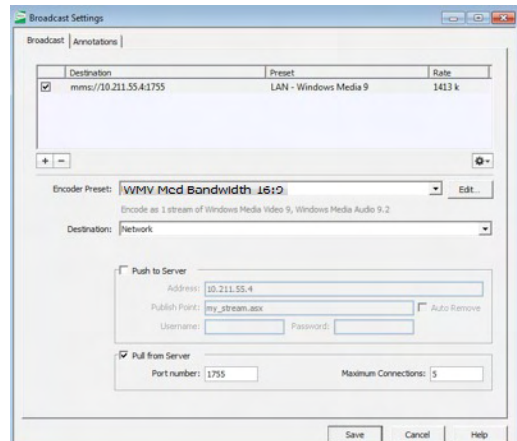 Broadcast Settings
Broadcast Annotations
Destination Preset Rate
mms://10.211.55.4:1755 LAN - Windows Media 9 1413 k
+ −
Encoder Preset: WMV Med Bandwidth 16:9 Edit...
Encode as 1 stream of Windows Media Video 9, Windows Media Audio 9.2
Destination: Network
Push to Server
Address: 10.211.55.4
Publish Point: my_stream.asx Auto Remove
Username: Password:
Pull from Server
Port number: 1755 Maximum Connections: 5
Save Cancel Help